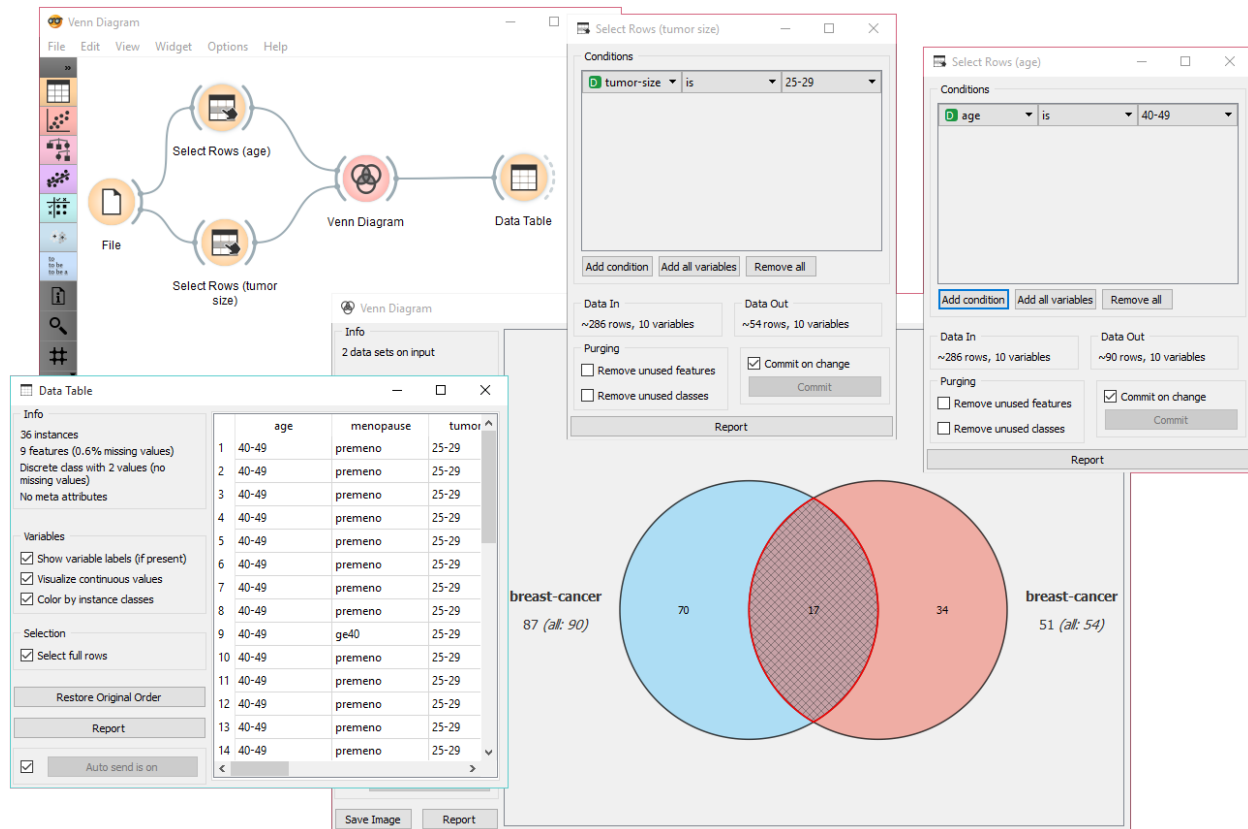 Venn Diagram
File Edit View Widget Options Help
»
to
to be
to be a
File
Select Rows (age)
Select Rows (tumor
size)
Venn Diagram
Data Table
Select Rows (tumor size)
Conditions
D tumor-size is 25-29
Add condition Add all variables Remove all
Data In
~286 rows, 10 variables
Data Out
~54 rows, 10 variables
Purging
Remove unused features
Remove unused classes
Commit on change
Commit
Report
Select Rows (age)
Conditions
D age is 40-49
Add condition Add all variables Remove all
Data In
~286 rows, 10 variables
Data Out
~90 rows, 10 variables
Purging
Remove unused features
Remove unused classes
Commit on change
Commit
Report
Venn Diagram
Info
2 data sets on input
breast-cancer
87 (all: 90)
70
17
34
breast-cancer
51 (all: 54)
Save Image Report
Data Table
Info
36 instances
9 features (0.6% missing values)
Discrete class with 2 values (no
missing values)
No meta attributes
Variables
Show variable labels (if present)
Visualize continuous values
Color by instance classes
Selection
Select full rows
Restore Original Order
Report
Auto send is on
age menopause tumor
1 40-49 premeno 25-29
2 40-49 premeno 25-29
3 40-49 premeno 25-29
4 40-49 premeno 25-29
5 40-49 premeno 25-29
6 40-49 premeno 25-29
7 40-49 premeno 25-29
8 40-49 premeno 25-29
9 40-49 ge40 25-29
10 40-49 premeno 25-29
11 40-49 premeno 25-29
12 40-49 premeno 25-29
13 40-49 premeno 25-29
14 40-49 premeno 25-29